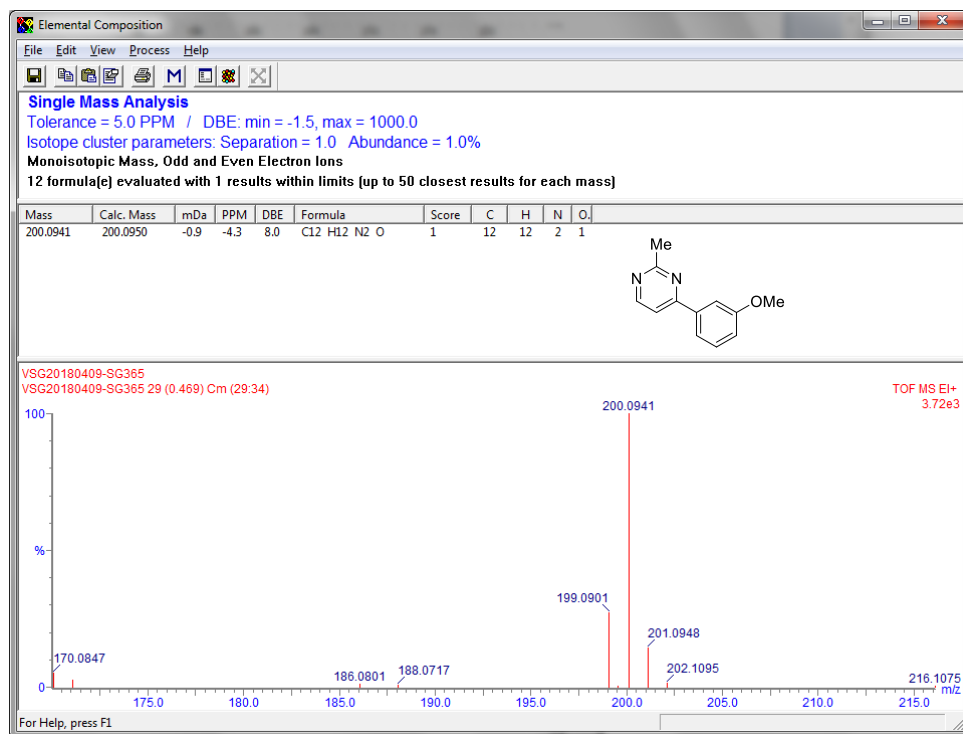 Elemental Composition
File Edit View Process Help
M
Single Mass Analysis
Tolerance = 5.0 PPM / DBE: min = -1.5, max = 1000.0
Isotope cluster parameters: Separation = 1.0 Abundance = 1.0%
Monoisotopic Mass, Odd and Even Electron Ions
12 formula(e) evaluated with 1 results within limits (up to 50 closest results for each mass)
Mass Calc. Mass mDa PPM DBE Formula Score C H N O.
200.0941 200.0950 -0.9 -4.3 8.0 C12 H12 N2 O 1 12 12 2 1
Me
N N
OMe
VSG20180409-SG365
VSG20180409-SG365 29 (0.469) Cm (29:34)
TOF MS EI+
3.72e3
100
%
0
200.0941
199.0901
201.0948
170.0847
186.0801
188.0717
202.1095
216.1075
m/z
175.0 180.0 185.0 190.0 195.0 200.0 205.0 210.0 215.0
For Help, press F1